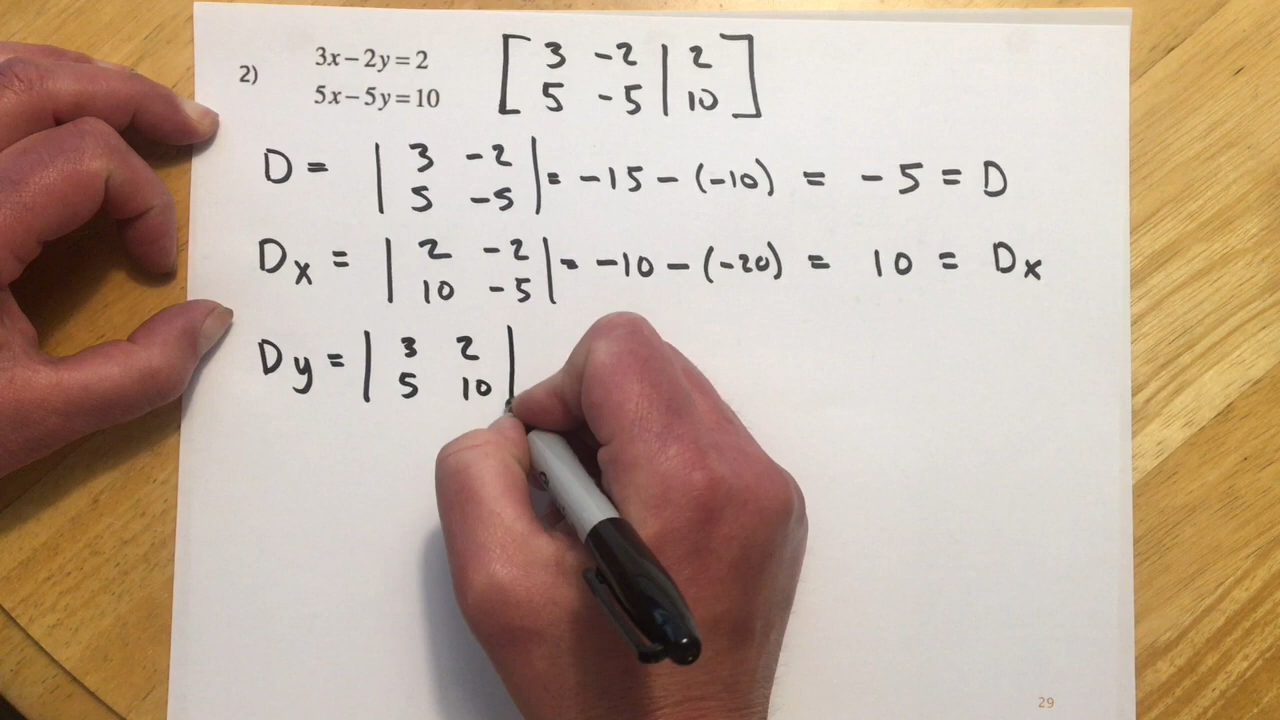 2) 3x-2y=2 [ 3 -2 | 2 ]
5x-5y=10 [ 5 -5 | 10 ]
D = | 3 -2 | = -15 - (-10) = -5 = D
| 5 -5 |
Dx = | 2 -2 | = -10 - (-20) = 10 = Dx
| 10 -5 |
Dy = | 3 2 |
| 5 10 |
29